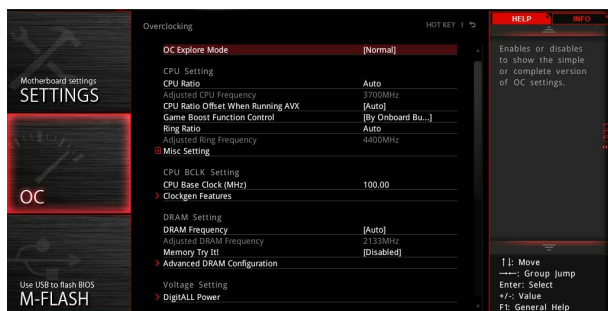 Overclocking
HOT KEY
HELP
INFO
Motherboard settings
SETTINGS
OC
Use USB to flash BIOS
M-FLASH
OC Explore Mode [Normal]
CPU Setting
CPU Ratio Auto
Adjusted CPU Frequency 3700MHz
CPU Ratio Offset When Running AVX [Auto]
Game Boost Function Control [By Onboard Bu...]
Ring Ratio Auto
Adjusted Ring Frequency 4400MHz
Misc Setting
CPU BCLK Setting
CPU Base Clock (MHz) 100.00
Clockgen Features
DRAM Setting
DRAM Frequency [Auto]
Adjusted DRAM Frequency 2133MHz
Memory Try It! [Disabled]
Advanced DRAM Configuration
Voltage Setting
DigitALL Power
Enables or disables
to show the simple
or complete version
of OC settings.
↑↓: Move
→←: Group Jump
Enter: Select
+/-: Value
F1: General Help